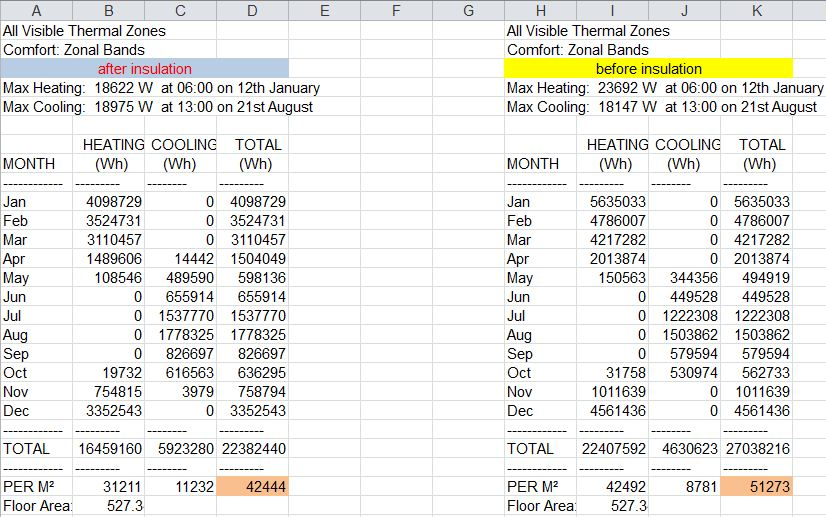 A B C D E F G H I J K
All Visible Thermal Zones All Visible Thermal Zones
Comfort: Zonal Bands Comfort: Zonal Bands
after insulation before insulation
Max Heating: 18622 W at 06:00 on 12th January Max Heating: 23692 W at 06:00 on 12th January
Max Cooling: 18975 W at 13:00 on 21st August Max Cooling: 18147 W at 13:00 on 21st August
HEATING COOLING TOTAL HEATING COOLING TOTAL
MONTH (Wh) (Wh) (Wh) MONTH (Wh) (Wh) (Wh)
------------ --------- -------- --------- ------------ --------- -------- ---------
Jan 4098729 0 4098729 Jan 5635033 0 5635033
Feb 3524731 0 3524731 Feb 4786007 0 4786007
Mar 3110457 0 3110457 Mar 4217282 0 4217282
Apr 1489606 14442 1504049 Apr 2013874 0 2013874
May 108546 489590 598136 May 150563 344356 494919
Jun 0 655914 655914 Jun 0 449528 449528
Jul 0 1537770 1537770 Jul 0 1222308 1222308
Aug 0 1778325 1778325 Aug 0 1503862 1503862
Sep 0 826697 826697 Sep 0 579594 579594
Oct 19732 616563 636295 Oct 31758 530974 562733
Nov 754815 3979 758794 Nov 1011639 0 1011639
Dec 3352543 0 3352543 Dec 4561436 0 4561436
------------ --------- -------- --------- ------------ --------- -------- ---------
TOTAL 16459160 5923280 22382440 TOTAL 22407592 4630623 27038216
------------ --------- -------- --------- ------------ --------- -------- ---------
PER M² 31211 11232 42444 PER M² 42492 8781 51273
Floor Area: 527.3 Floor Area: 527.3